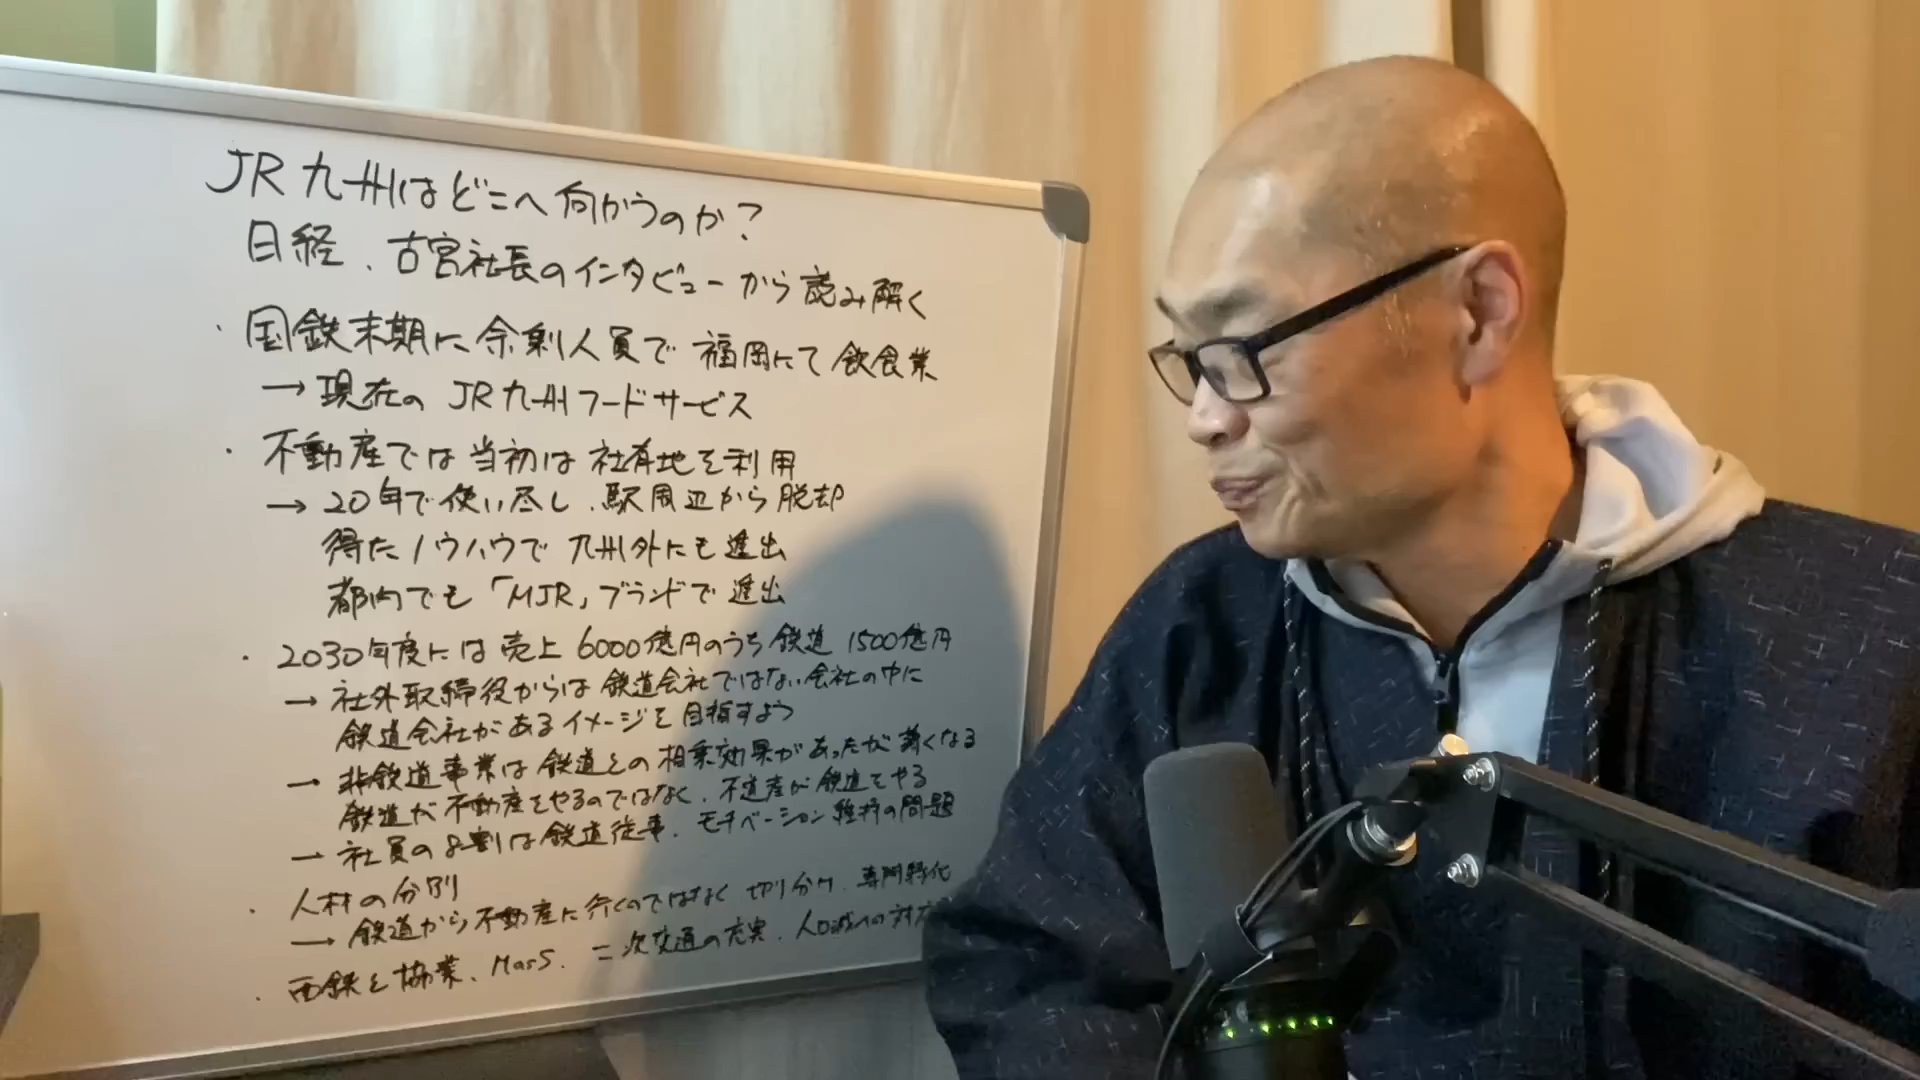 JR九州はどこへ向かうのか？
日経、古宮社長のインタビューから読み解く
・国鉄末期に余剰人員で福岡にて飲食業
→現在のJR九州フードサービス
・不動産では当初は社有地を利用
→20年で使い尽し、駅周辺から脱却
得たノウハウで九州外にも進出
都内でも「MJR」ブランドで進出
・2030年度には売上6000億円のうち鉄道1500億円
→社外取締役からは鉄道会社ではない会社の中に
鉄道会社があるイメージを目指すよう
→非鉄道事業は鉄道との相乗効果があったが薄くなる
鉄道が不動産をやるのではなく、不道産が鉄道をやる
→社員の8割は鉄道従事、モチベーション維持の問題
・人材の分別
→鉄道から不動産に行くのではなく切り分け、専門特化
・西鉄と協業、MaaS、二次交通の充実、人口減への対応